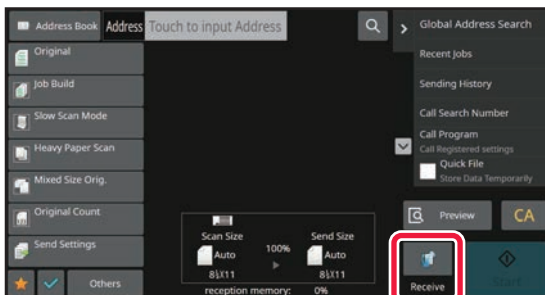 Address Book Address Touch to input Address
Original
Job Build
Slow Scan Mode
Heavy Paper Scan
Mixed Size Orig.
Original Count
Send Settings
Others
Scan Size
Auto
8½X11
100%
Send Size
Auto
8½X11
reception memory: 0%
Global Address Search
Recent Jobs
Sending History
Call Search Number
Call Program
Call Registered settings
Quick File
Store Data Temporarily
Preview
CA
Receive
Start